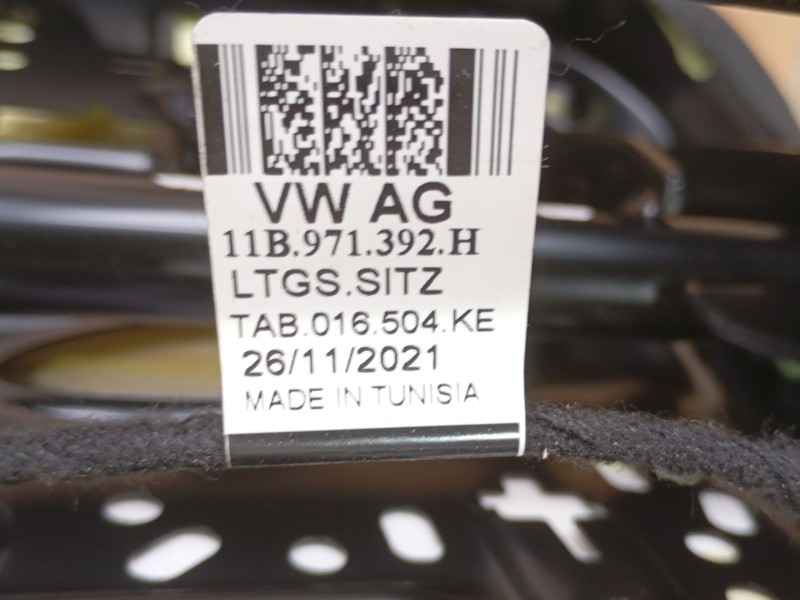 VW AG
11B.971.392.H
LTGS.SITZ
TAB.016.504.KE
26/11/2021
MADE IN TUNISIA